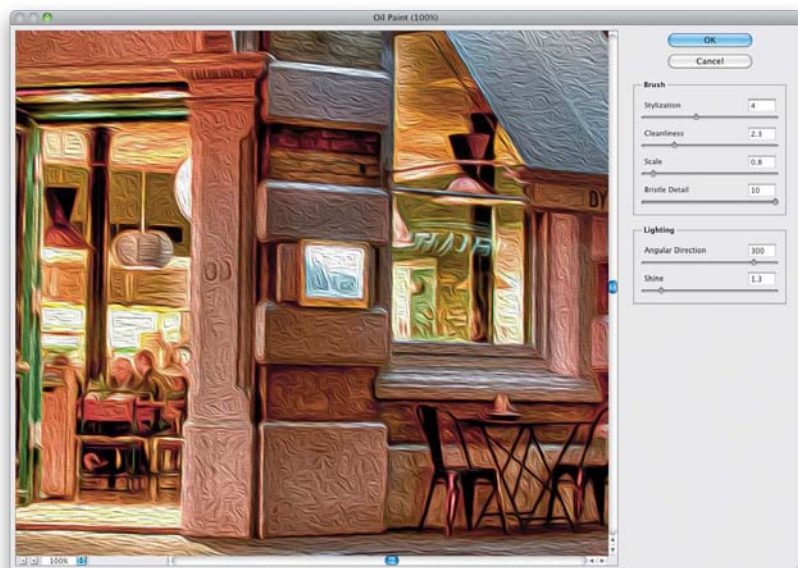 Oil Paint (100%)
OK
Cancel
Brush
Stylization 4
Cleanliness 2.3
Scale 0.8
Bristle Detail 10
Lighting
Angular Direction 300
Shine 1.3
DY
100%